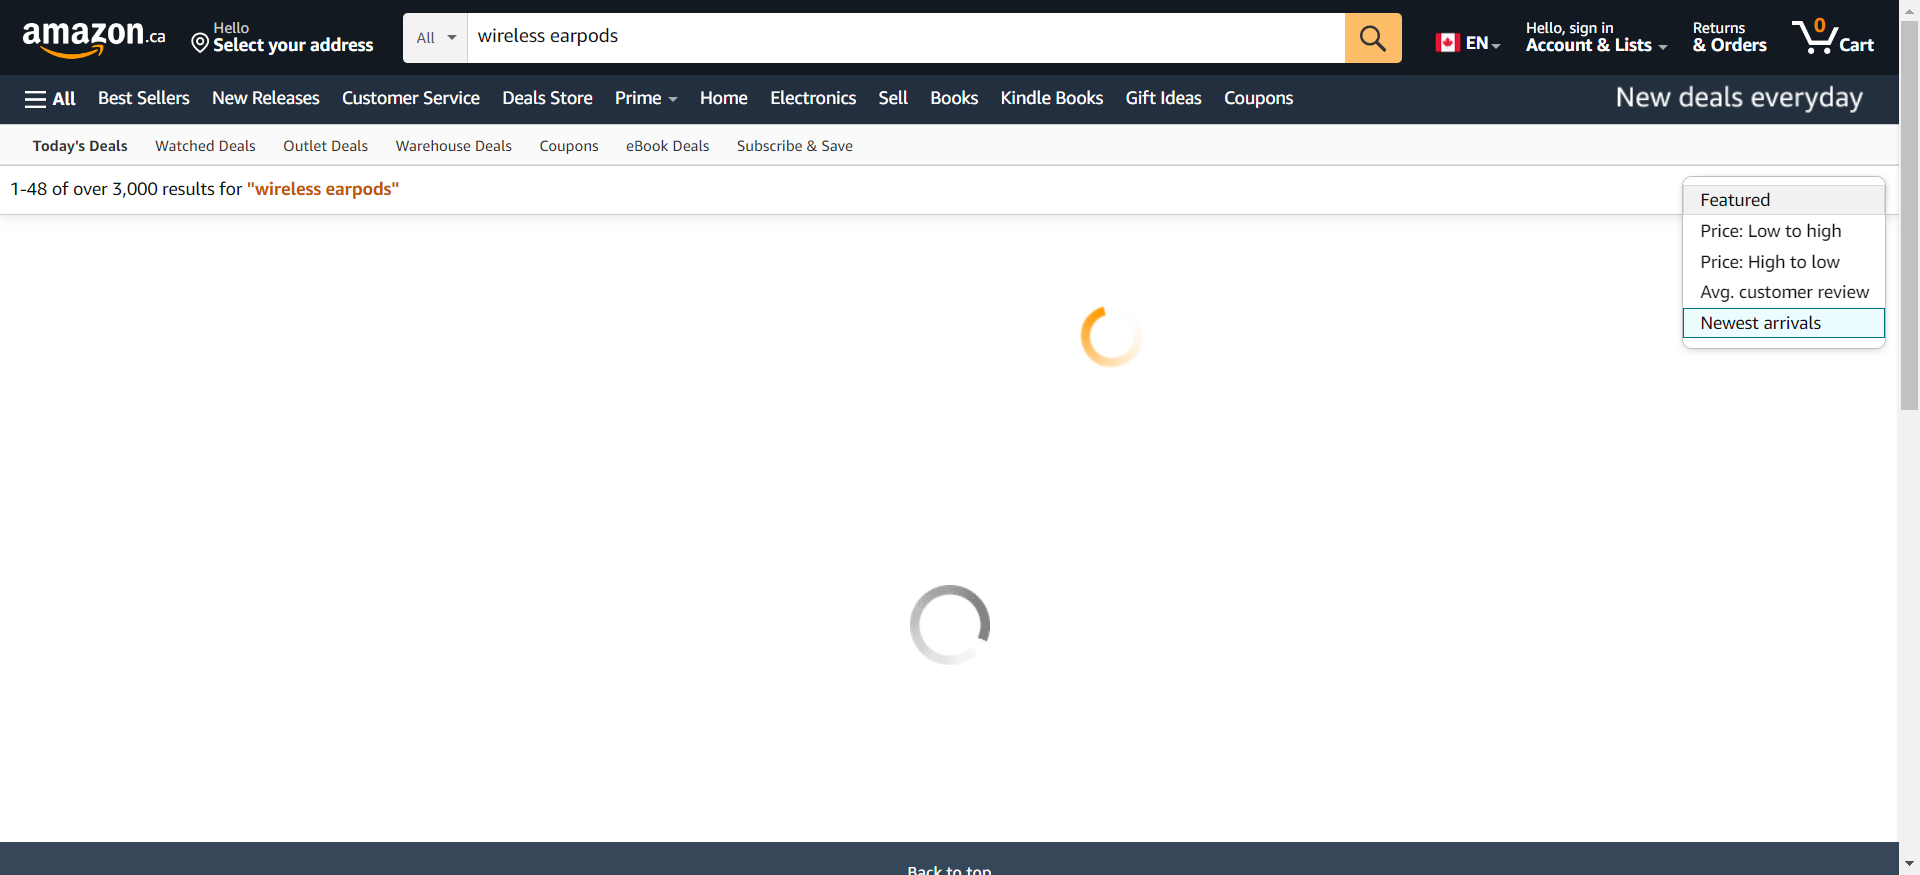 amazon.ca
Hello
Select your address
All
wireless earpods
EN
Hello, sign in
Account & Lists
Returns
& Orders
0
Cart
All
Best Sellers
New Releases
Customer Service
Deals Store
Prime
Home
Electronics
Sell
Books
Kindle Books
Gift Ideas
Coupons
New deals everyday
Today's Deals
Watched Deals
Outlet Deals
Warehouse Deals
Coupons
eBook Deals
Subscribe & Save
1-48 of over 3,000 results for "wireless earpods"
Featured
Price: Low to high
Price: High to low
Avg. customer review
Newest arrivals
Back to top